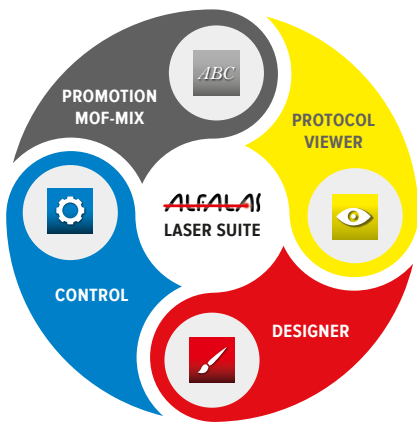 ABC
PROMOTION
MOF-MIX
PROTOCOL
VIEWER
ALFALAS
LASER SUITE
CONTROL
DESIGNER